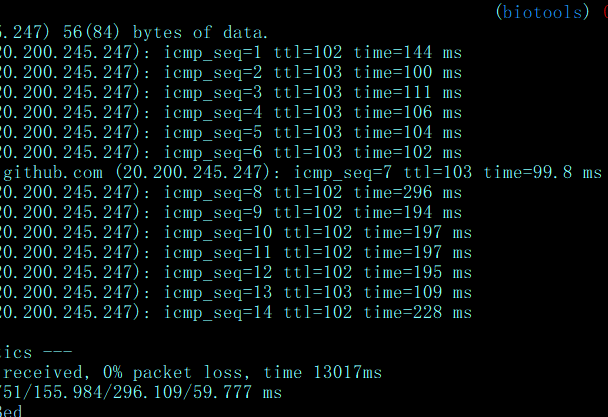 (biotools)
5.247) 56(84) bytes of data.
20.200.245.247): icmp_seq=1 ttl=102 time=144 ms
20.200.245.247): icmp_seq=2 ttl=103 time=100 ms
20.200.245.247): icmp_seq=3 ttl=103 time=111 ms
20.200.245.247): icmp_seq=4 ttl=102 time=106 ms
20.200.245.247): icmp_seq=5 ttl=103 time=104 ms
20.200.245.247): icmp_seq=6 ttl=103 time=102 ms
github.com (20.200.245.247): icmp_seq=7 ttl=103 time=99.8 ms
20.200.245.247): icmp_seq=8 ttl=102 time=296 ms
20.200.245.247): icmp_seq=9 ttl=102 time=194 ms
20.200.245.247): icmp_seq=10 ttl=102 time=197 ms
20.200.245.247): icmp_seq=11 ttl=102 time=197 ms
20.200.245.247): icmp_seq=12 ttl=102 time=195 ms
20.200.245.247): icmp_seq=13 ttl=103 time=109 ms
20.200.245.247): icmp_seq=14 ttl=102 time=228 ms
tics ---
received, 0% packet loss, time 13017ms
751/155.984/296.109/59.777 ms